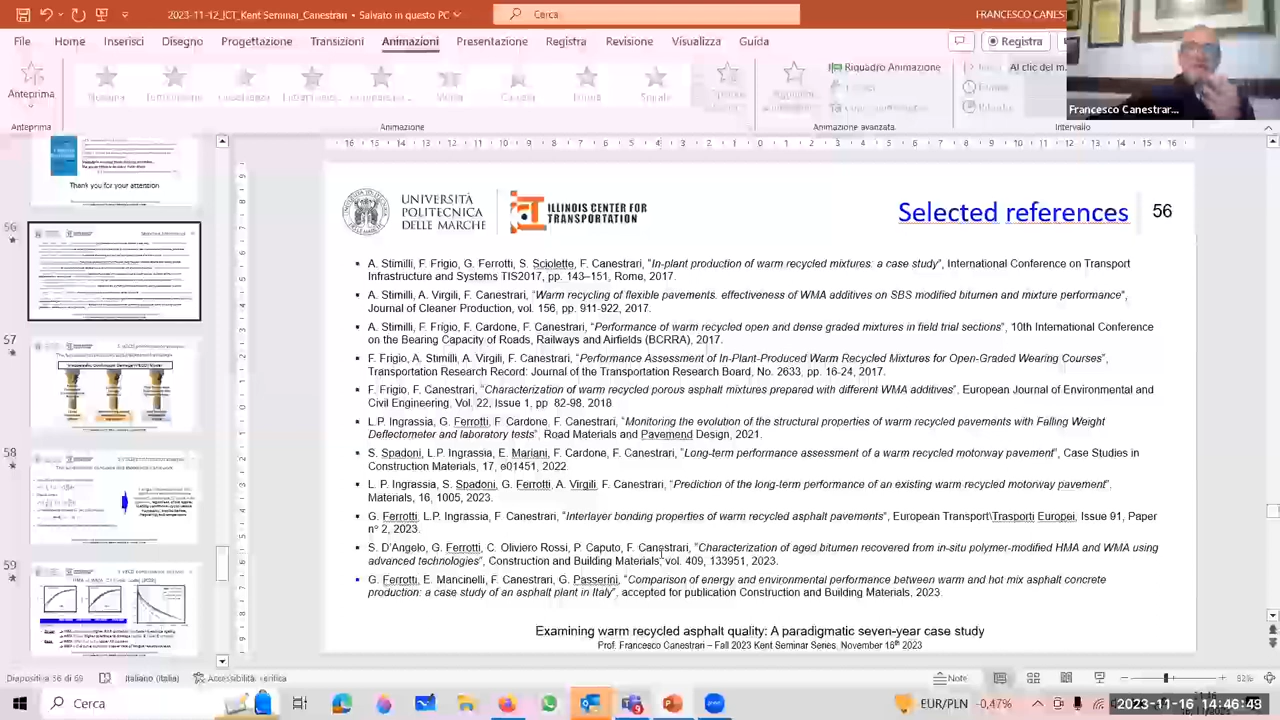 Cerca
FRANCESCO CANESTRAR
File Home Inserisci Disegno Progettazione Transizioni Animazioni Presentazione Registra Revisione Visualizza Guida
Registra
Anteprima
Riquadro Animazione
Al clic del m
Francesco Canestrar...
Anteprima Animazione Animazione avanzata Intervallo
Thank you for your attention
57
58
UNIVERSITÀ
POLITECNICA
DELLE MARCHE
ILLINOIS CENTER FOR
TRANSPORTATION
Selected references 56
A. Stimilli, F. Frigio, G. Ferrotti, S. F. Canestrari, "In-plant production of warm case study" International Conference on Transport
Infrastructure and Systems TIS2017, pp. 143–151, Rome, 2017.
A. Stimilli, A. Virgili, F. Canestrari, "Warm recycling of flexible pavements: effectiveness of WMA additives on SBS modified bitumen and mixture performance",
Journal of Cleaner Production, vol. pp. 911-922, 2017.
A. Stimilli, F. Frigio, F. Cardone, F. Canestrari, "Performance of warm recycled open and dense graded mixtures in field trial sections", 10th International Conference
on the Bearing Capacity of Roads, Railways and Airfields (BCRRA), 2017.
F. Frigio, A. Stimilli, A. Virgili, F. Canestrari, "Performance Assessment of In-Plant Produced Warm Recycled Mixtures for Open-Graded Wearing Courses",
Transportation Research Record: Journal of the Transportation Research Board, No. 2633, pp. 16-24, 2017.
F. Frigio, F. Canestrari, "Characterization of warm recycled porous asphalt mixtures prepared with different WMA additives", European Journal of Environmental and
Civil Engineering, Vol. 22, Issue 1, pp. 82-98, 2018
L.P. Ingrassia, G. Ferrotti, F. Cardone, F. Canestrari, "Monitoring the evolution of the structural properties of warm recycled pavements with Falling Weight
Deflectometer and laboratory tests", Road Materials and Pavemend Design, 2021.
S. Spadoni, L.P. Ingrassia, E. Mariani, F. Cardone, F. Canestrari, "Long-term performance assessment of a warm recycled motorway pavement", Case Studies in
Construction Materials, 17, e01451, 2022.
L. P. Ingrassia, S. Spadoni, G. Ferrotti, A. Virgili, F. Canestrari, "Prediction of the long-term performance of an existing warm recycled motorway pavement",
Materials, 16, 1005, 2023.
G. Ferrotti, L.P. Ingrassia, F. Canestrari, "Interlayer bonding properties of warm recycled asphalt pavements". European Transport\Trasporti Europei, Issue 91, Paper
n° 2, 2023.
S. D'Angelo, G. Ferrotti, C. Oliviero Rossi, P. Caputo, F. Canestrari, "Characterization of aged bitumen recovered from in-situ polymer-modified HMA and WMA using
advanced technologies", Construction and Building Materials, vol. 409, 133951, 2023.
G. Ferrotti, E. Mancinelli, F. Canestrari, G. Passerini, "Comparison of energy and environmental performance between warm and hot mix asphalt concrete
production: a case study of an asphalt plant in Italy", accepted for publication Construction and Building Materials, 2023.
Examining warm recycled asphalt quality: A paradigmatic seven-year case study
Prof. Francesco Canestrari – Fall 2023 Kent Seminar Series, November 16th 2023
Diapositiva 56 di 59 Italiano (Italia) Accessibilità: verifica Note 92%
Cerca
EUR/PLN -0,47%
2023-11-16 14:46:49